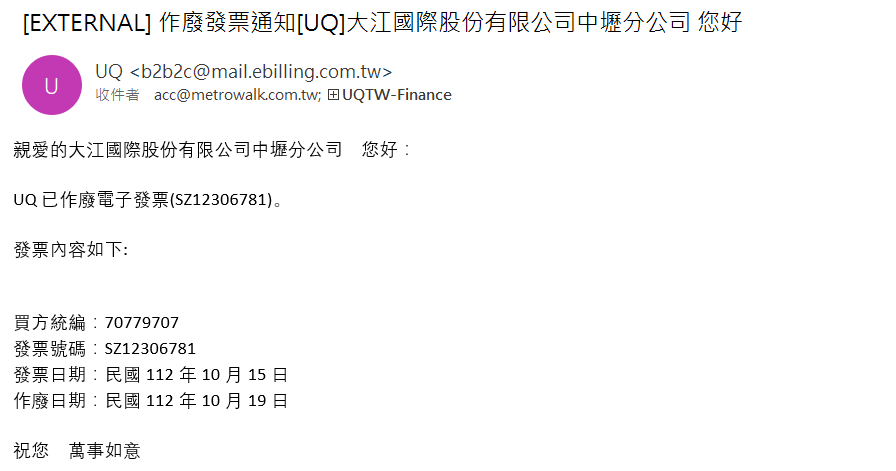 [EXTERNAL] 作廢發票通知[UQ]大江國際股份有限公司中壢分公司 您好
U
UQ <b2b2c@mail.ebilling.com.tw>
收件者 acc@metrowalk.com.tw; ⊞UQTW-Finance
親愛的大江國際股份有限公司中壢分公司　您好：
UQ 已作廢電子發票(SZ12306781)。
發票內容如下:
買方統編：70779707
發票號碼：SZ12306781
發票日期：民國 112 年 10 月 15 日
作廢日期：民國 112 年 10 月 19 日
祝您　萬事如意